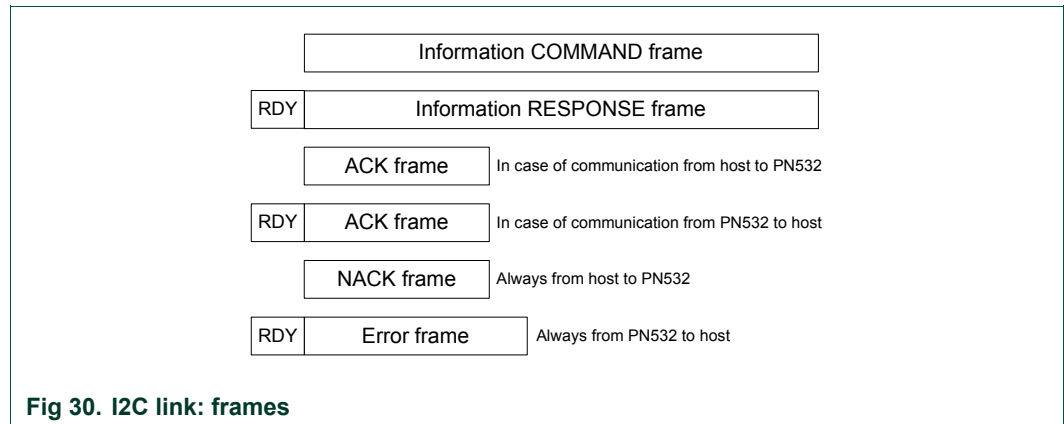 Information COMMAND frame
RDY Information RESPONSE frame
ACK frame In case of communication from host to PN532
RDY ACK frame In case of communication from PN532 to host
NACK frame Always from host to PN532
RDY Error frame Always from PN532 to host
Fig 30. I2C link: frames